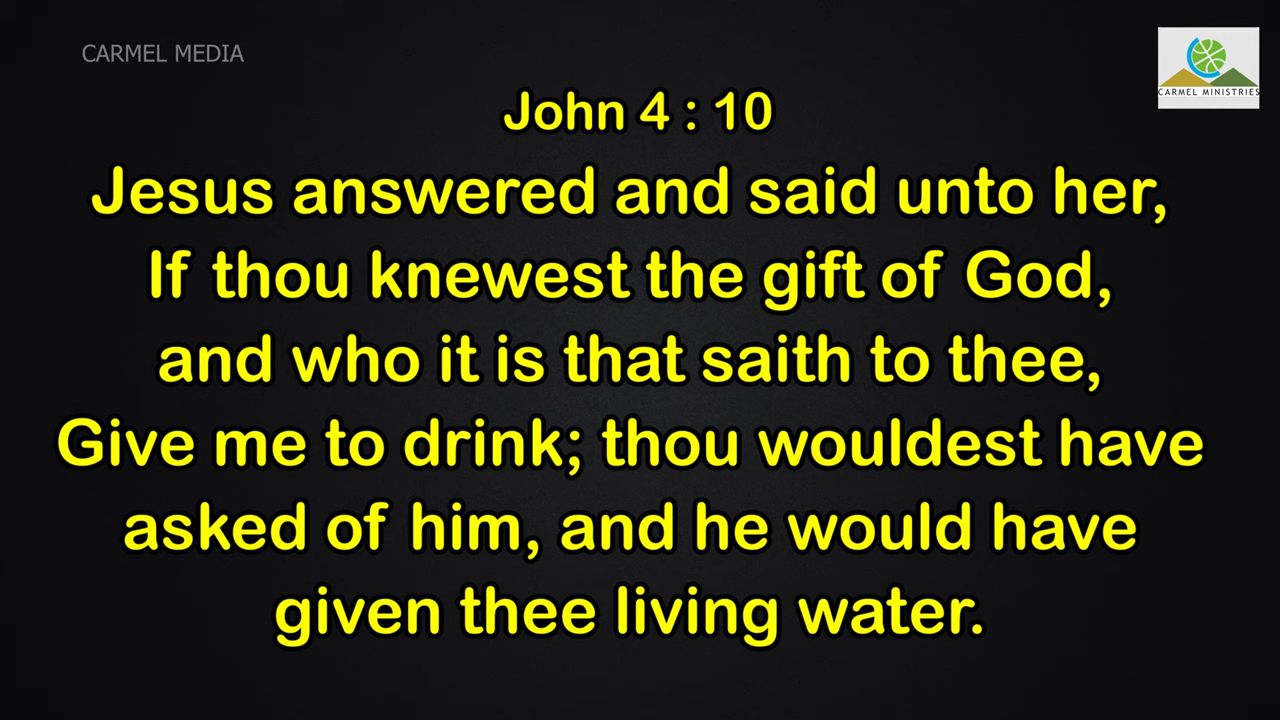 CARMEL MEDIA
CARMEL MINISTRIES
John 4 : 10
Jesus answered and said unto her,
If thou knewest the gift of God,
and who it is that saith to thee,
Give me to drink; thou wouldest have
asked of him, and he would have
given thee living water.